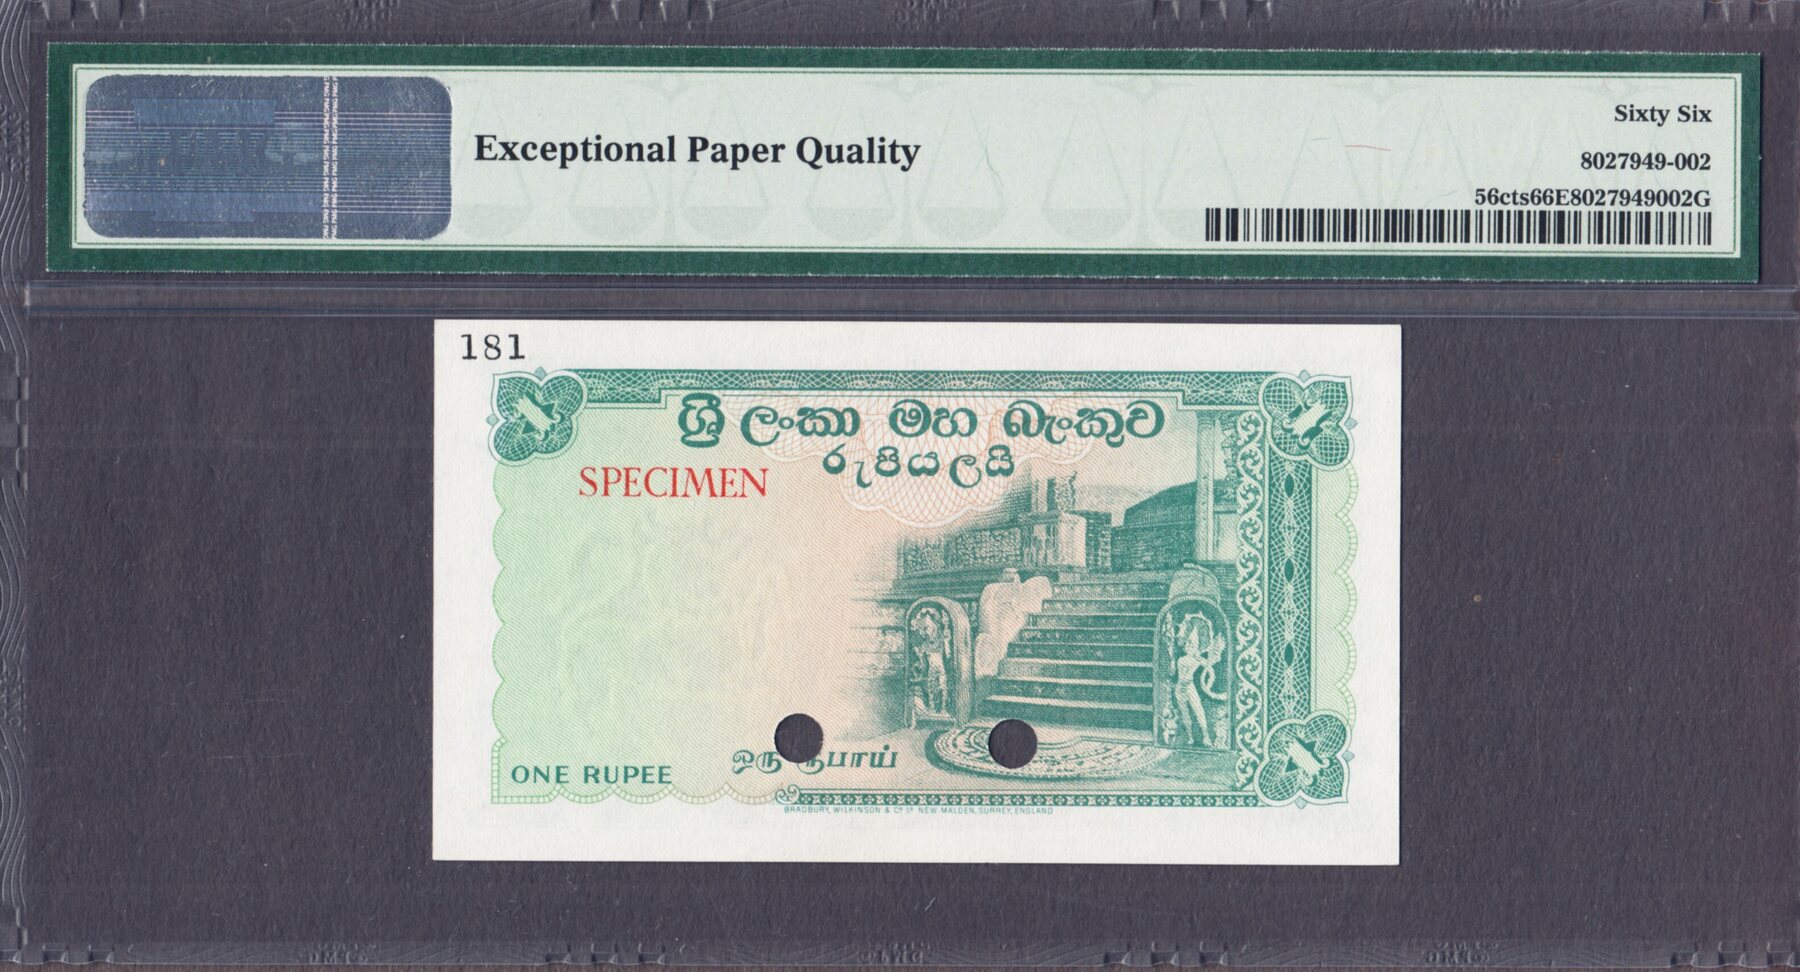 Exceptional Paper Quality
Sixty Six
8027949-002
56cts66E8027949002G
181
ශ්‍රී ලංකා මහ බැංකුව
රුපියලයි
SPECIMEN
ஒரு ரூபாய்
ONE RUPEE
BRADBURY, WILKINSON & Cº Lᵈ NEW MALDEN, SURREY, ENGLAND